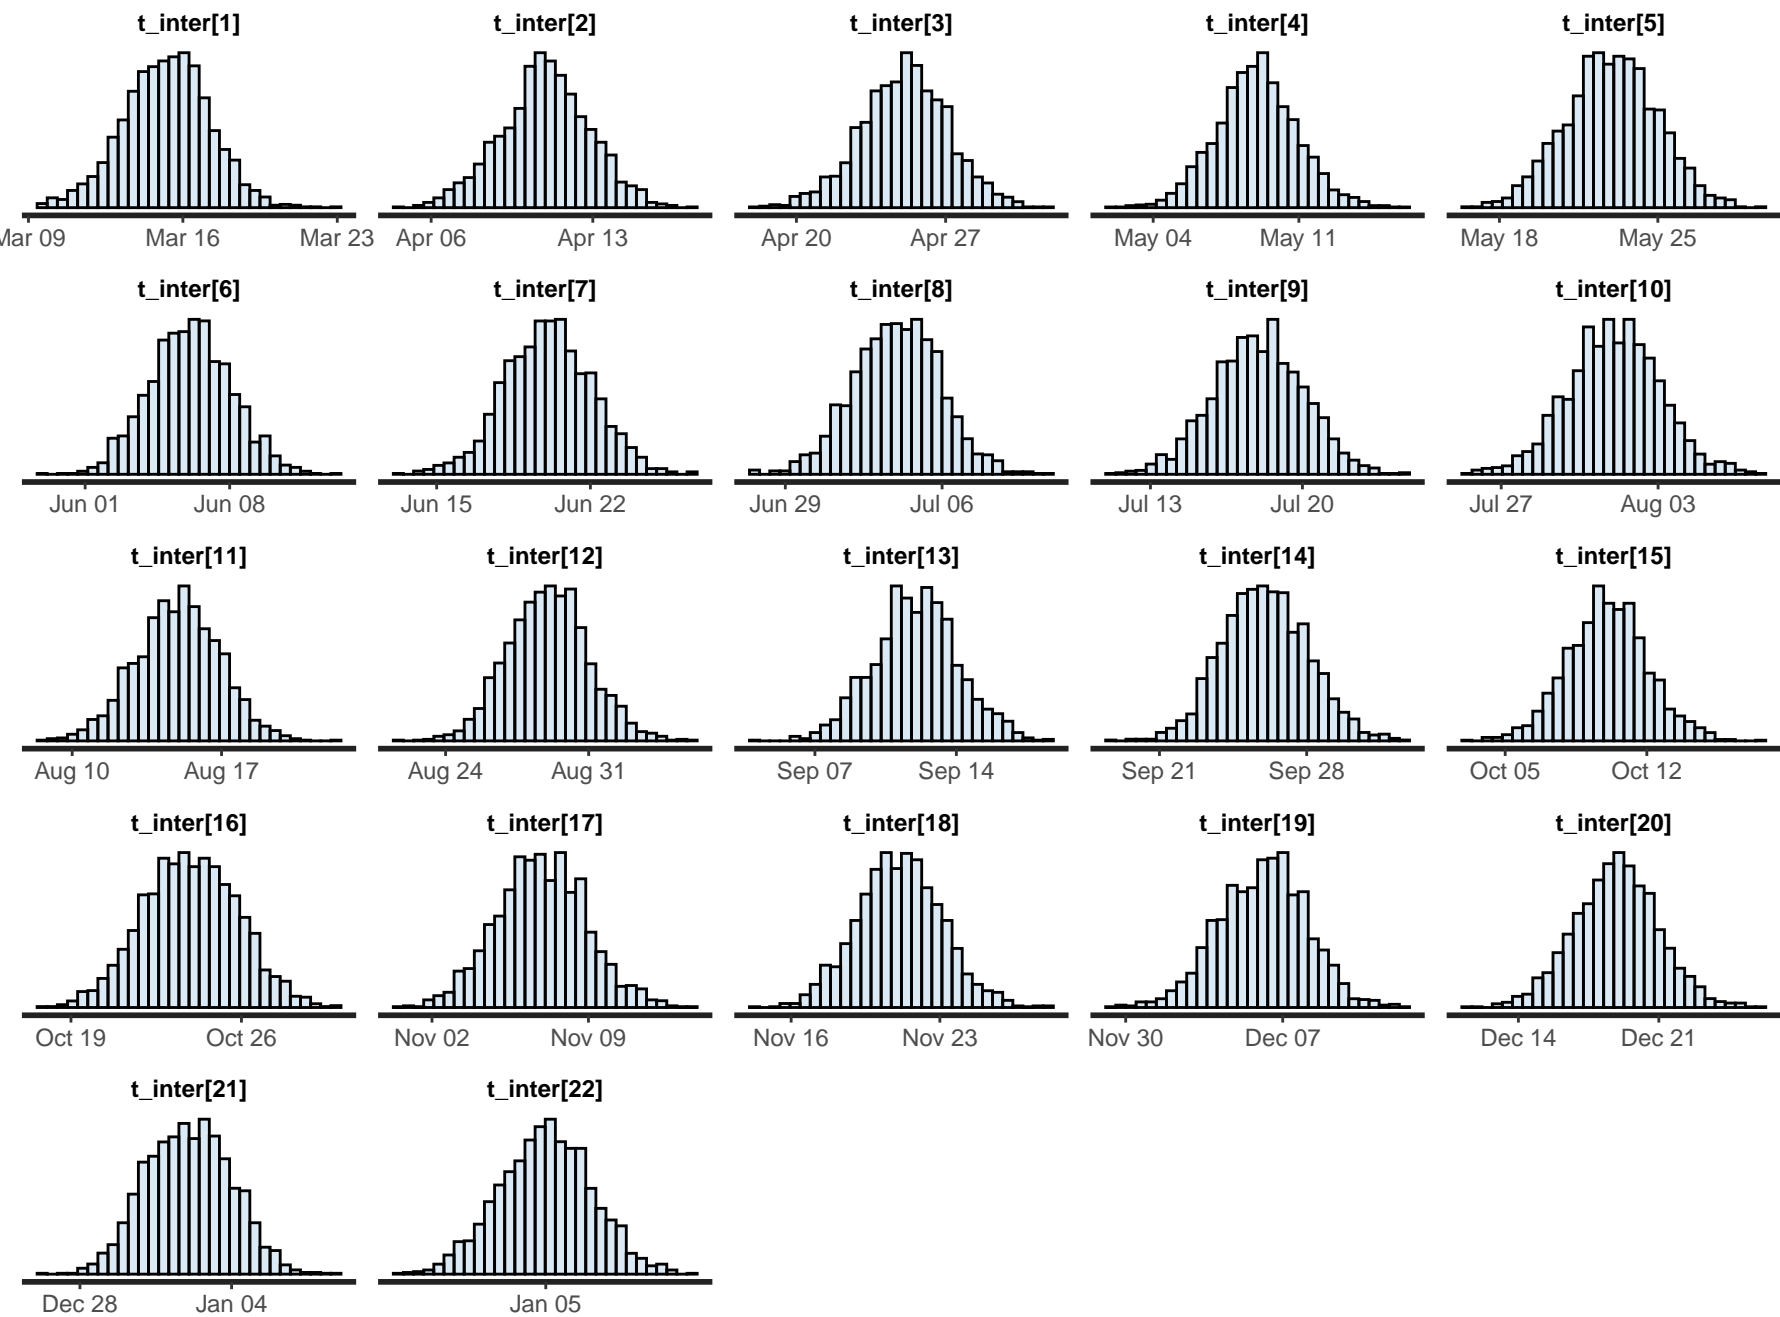 t_inter[1] t_inter[2] t_inter[3] t_inter[4] t_inter[5]
Mar 09 Mar 16 Mar 23 Apr 06 Apr 13 Apr 20 Apr 27 May 04 May 11 May 18 May 25
t_inter[6] t_inter[7] t_inter[8] t_inter[9] t_inter[10]
Jun 01 Jun 08 Jun 15 Jun 22 Jun 29 Jul 06 Jul 13 Jul 20 Jul 27 Aug 03
t_inter[11] t_inter[12] t_inter[13] t_inter[14] t_inter[15]
Aug 10 Aug 17 Aug 24 Aug 31 Sep 07 Sep 14 Sep 21 Sep 28 Oct 05 Oct 12
t_inter[16] t_inter[17] t_inter[18] t_inter[19] t_inter[20]
Oct 19 Oct 26 Nov 02 Nov 09 Nov 16 Nov 23 Nov 30 Dec 07 Dec 14 Dec 21
t_inter[21] t_inter[22]
Dec 28 Jan 04 Jan 05